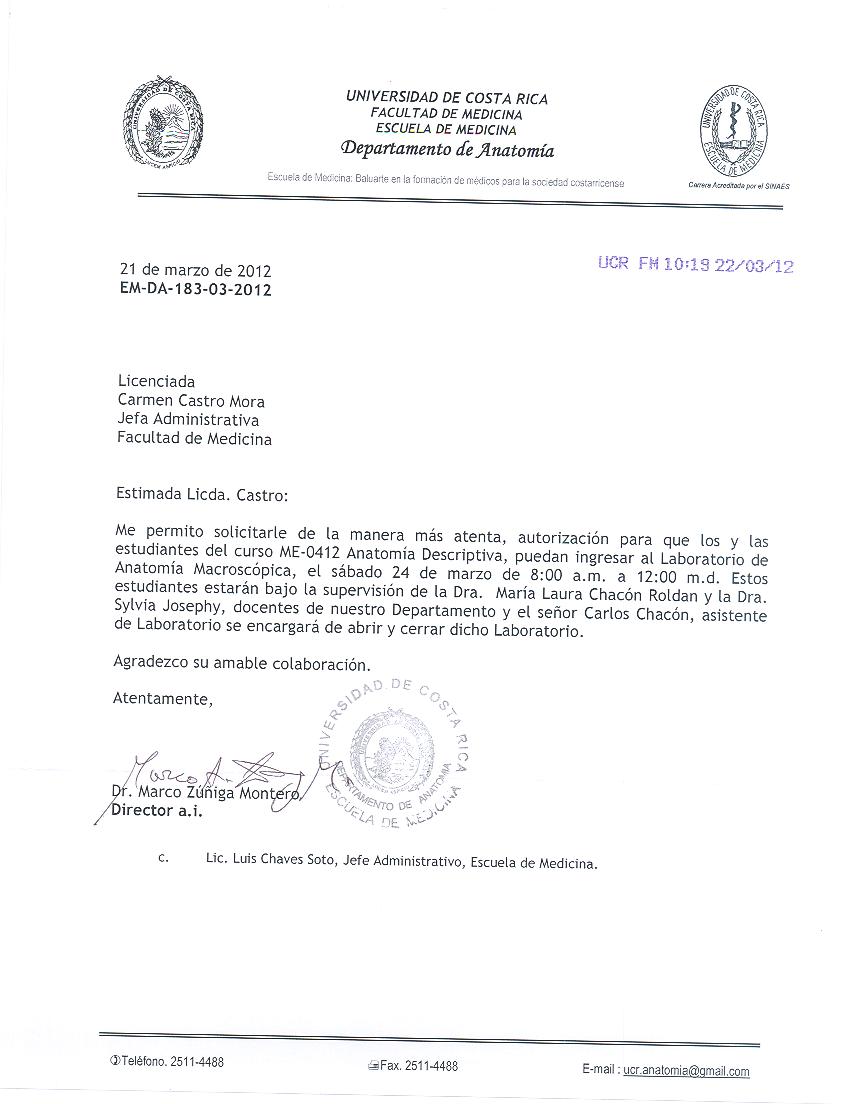 UNIVERSIDAD DE COSTA RICA
FACULTAD DE MEDICINA
ESCUELA DE MEDICINA
Departamento de Anatomía
Escuela de Medicina: Baluarte en la formación de médicos para la sociedad costarricense
UNIVERSIDAD DE COSTA RICA
ESCUELA DE MEDICINA
Carrera Acreditada por el SINAES
21 de marzo de 2012
UCR FM 10:19 22/03/12
EM-DA-183-03-2012
Licenciada
Carmen Castro Mora
Jefa Administrativa
Facultad de Medicina
Estimada Licda. Castro:
Me permito solicitarle de la manera más atenta, autorización para que los y las
estudiantes del curso ME-0412 Anatomía Descriptiva, puedan ingresar al Laboratorio de
Anatomía Macroscópica, el sábado 24 de marzo de 8:00 a.m. a 12:00 m.d. Estos
estudiantes estarán bajo la supervisión de la Dra. María Laura Chacón Roldan y la Dra.
Sylvia Josephy, docentes de nuestro Departamento y el señor Carlos Chacón, asistente
de Laboratorio se encargará de abrir y cerrar dicho Laboratorio.
Agradezco su amable colaboración.
Atentamente,
UNIVERSIDAD DE COSTA RICA
DEPARTAMENTO DE ANATOMIA
ESCUELA DE MEDICINA
Marco A.
Dr. Marco Zúñiga Montero
Director a.i.
c. Lic. Luis Chaves Soto, Jefe Administrativo, Escuela de Medicina.
Teléfono. 2511-4488
Fax. 2511-4488
E-mail : ucr.anatomia@gmail.com